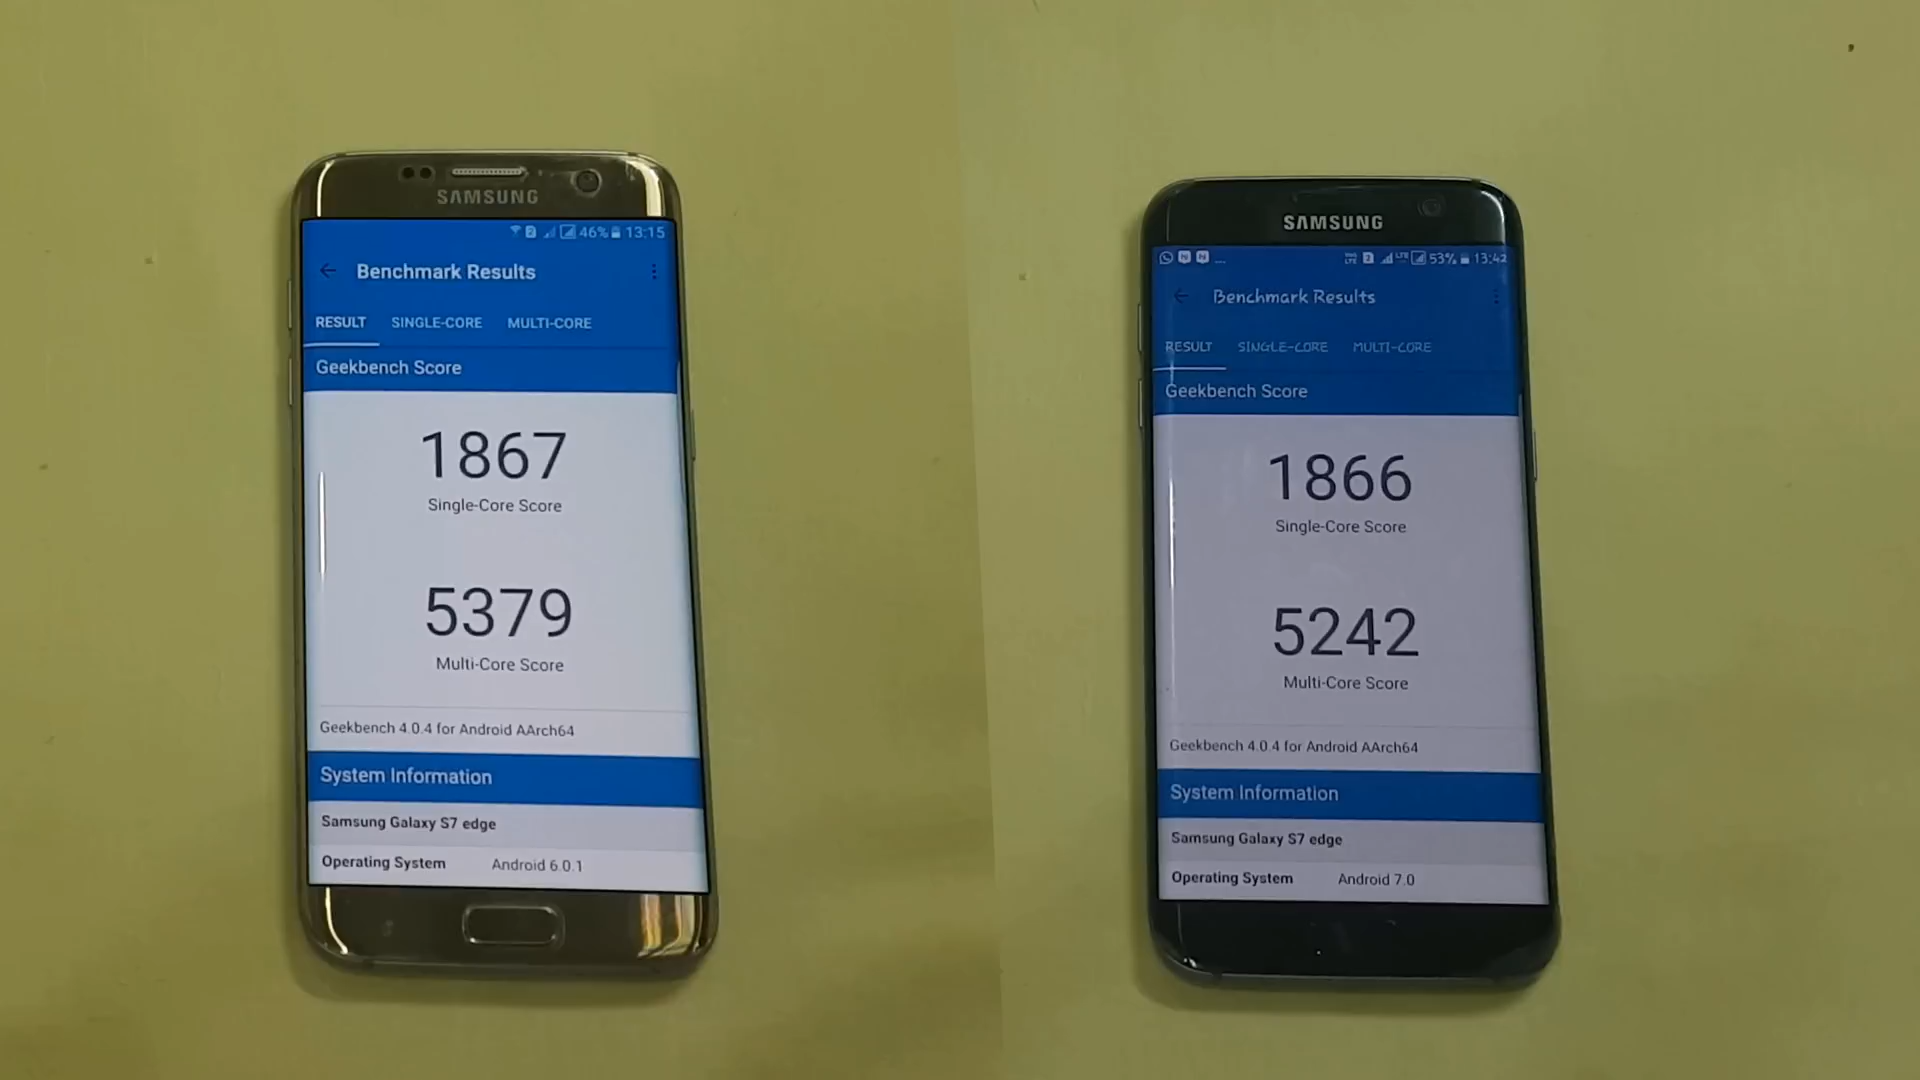 SAMSUNG
2 46% 13:15
Benchmark Results
RESULT SINGLE-CORE MULTI-CORE
Geekbench Score
1867
Single-Core Score
5379
Multi-Core Score
Geekbench 4.0.4 for Android AArch64
System Information
Samsung Galaxy S7 edge
Operating System Android 6.0.1
SAMSUNG
2 LTE 53% 13:42
Benchmark Results
RESULT SINGLE-CORE MULTI-CORE
Geekbench Score
1866
Single-Core Score
5242
Multi-Core Score
Geekbench 4.0.4 for Android AArch64
System Information
Samsung Galaxy S7 edge
Operating System Android 7.0